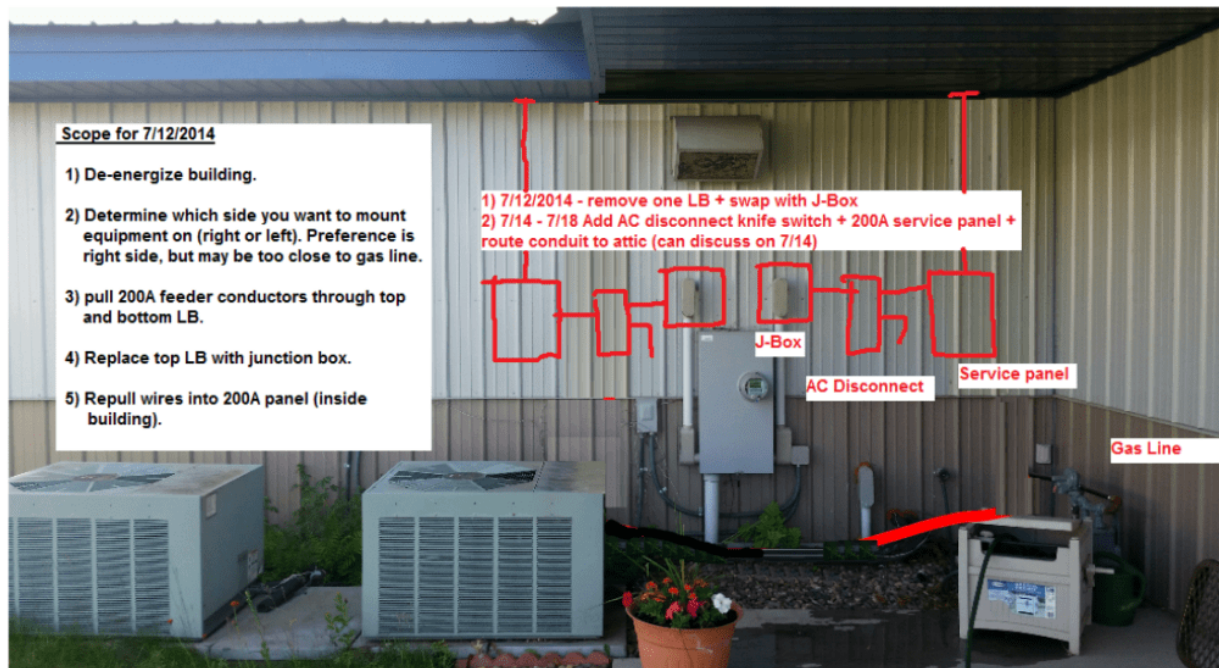 Scope for 7/12/2014
1) De-energize building.
2) Determine which side you want to mount
equipment on (right or left). Preference is
right side, but may be too close to gas line.
3) pull 200A feeder conductors through top
and bottom LB.
4) Replace top LB with junction box.
5) Repull wires into 200A panel (inside
building).
1) 7/12/2014 - remove one LB + swap with J-Box
2) 7/14 - 7/18 Add AC disconnect knife switch + 200A service panel +
route conduit to attic (can discuss on 7/14)
J-Box
AC Disconnect
Service panel
Gas Line